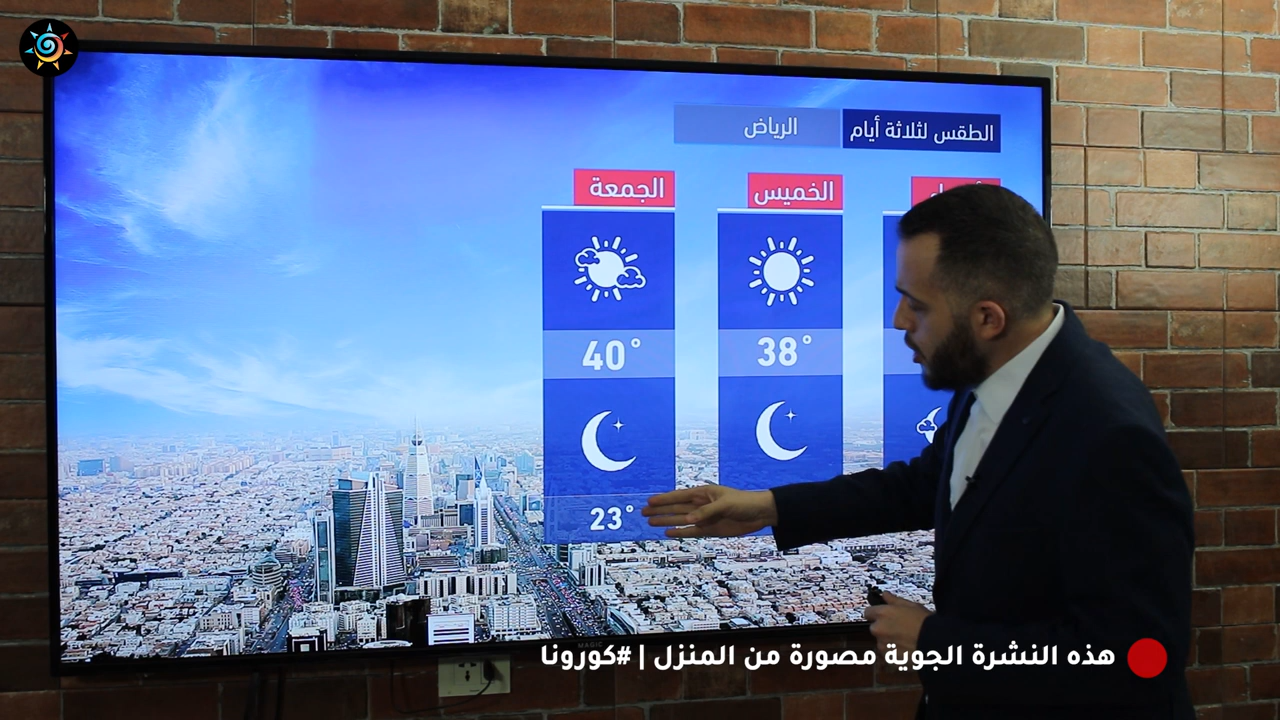 الطقس لثلاثة أيام
الرياض
الخميس
الجمعة
38°
40°
23°
هذه النشرة الجوية مصورة من المنزل | #كورونا